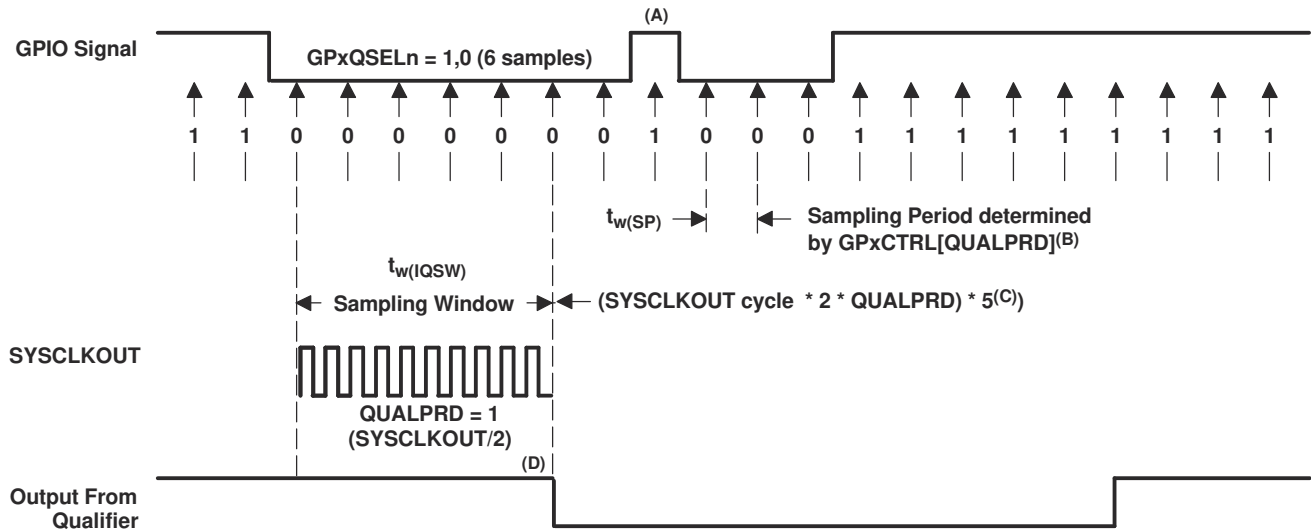 (A)
GPIO Signal
GPxQSELn = 1,0 (6 samples)
1 1 0 0 0 0 0 0 0 1 0 0 0 1 1 1 1 1 1 1 1 1
tw(SP)
Sampling Period determined
by GPxCTRL[QUALPRD](B)
tw(IQSW)
Sampling Window
(SYSCLKOUT cycle * 2 * QUALPRD) * 5(C))
SYSCLKOUT
QUALPRD = 1
(SYSCLKOUT/2)
(D)
Output From
Qualifier